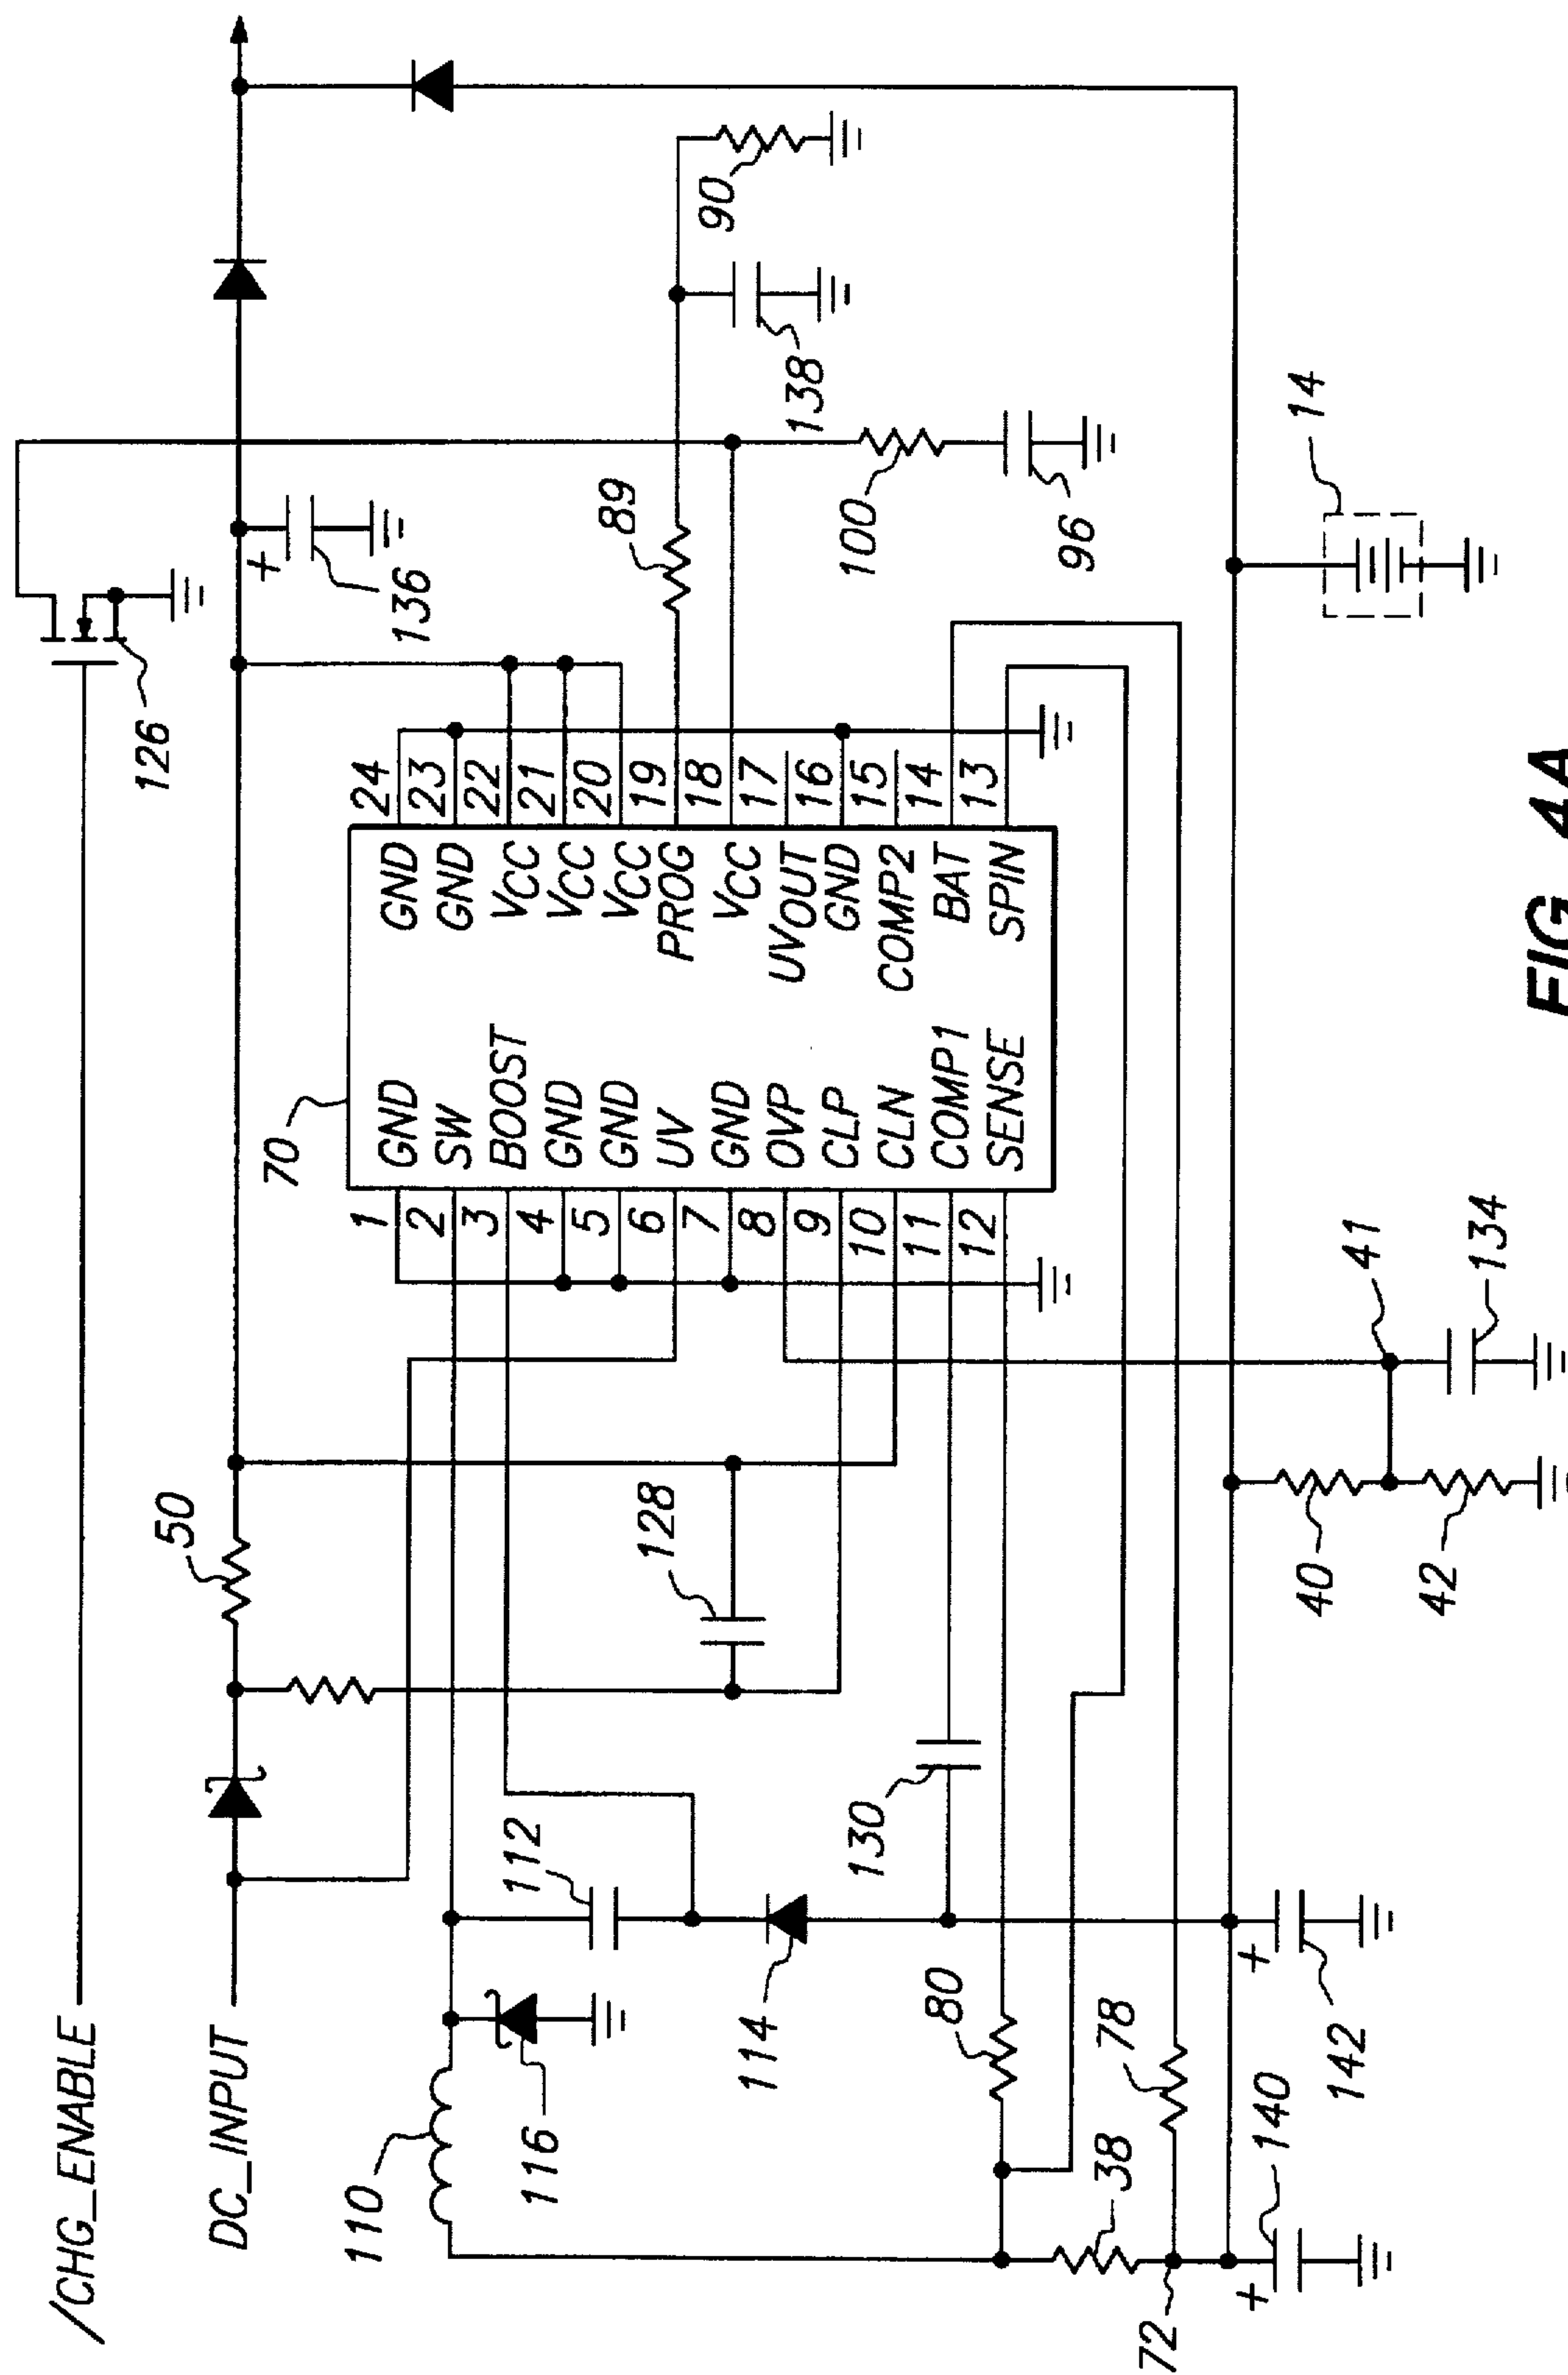 /CHG_ENABLE
DC_INPUT
126
50
136
70
110
116
112
114
128
130
80
78
38
72
140
142
89
90
138
100
96
1 GND
2 SW
3 BOOST
4 GND
5 GND
6 UV
7 GND
8 OVP
9 CLP
10 CLN
11 COMP1
12 SENSE
GND 24
GND 23
VCC 22
VCC 21
VCC 20
PROG 19
VCC 18
UVOUT 17
GND 16
COMP2 15
BAT 14
SPIN 13
40
42
41
134
14
+
+
+
FIG_4A